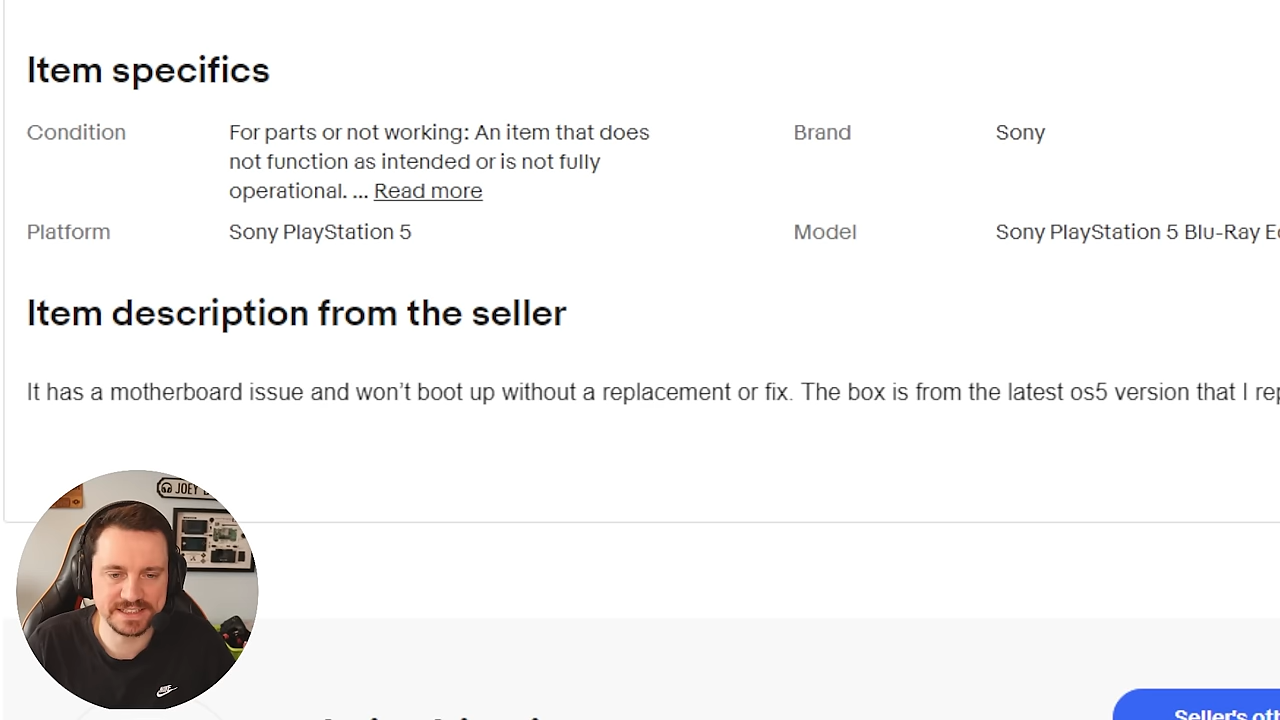 Item specifics
Condition
For parts or not working: An item that does
not function as intended or is not fully
operational. ... Read more
Brand
Sony
Platform
Sony PlayStation 5
Model
Sony PlayStation 5 Blu-Ray
Item description from the seller
It has a motherboard issue and won't boot up without a replacement or fix. The box is from the latest os5 version that I
JOEY
Seller's